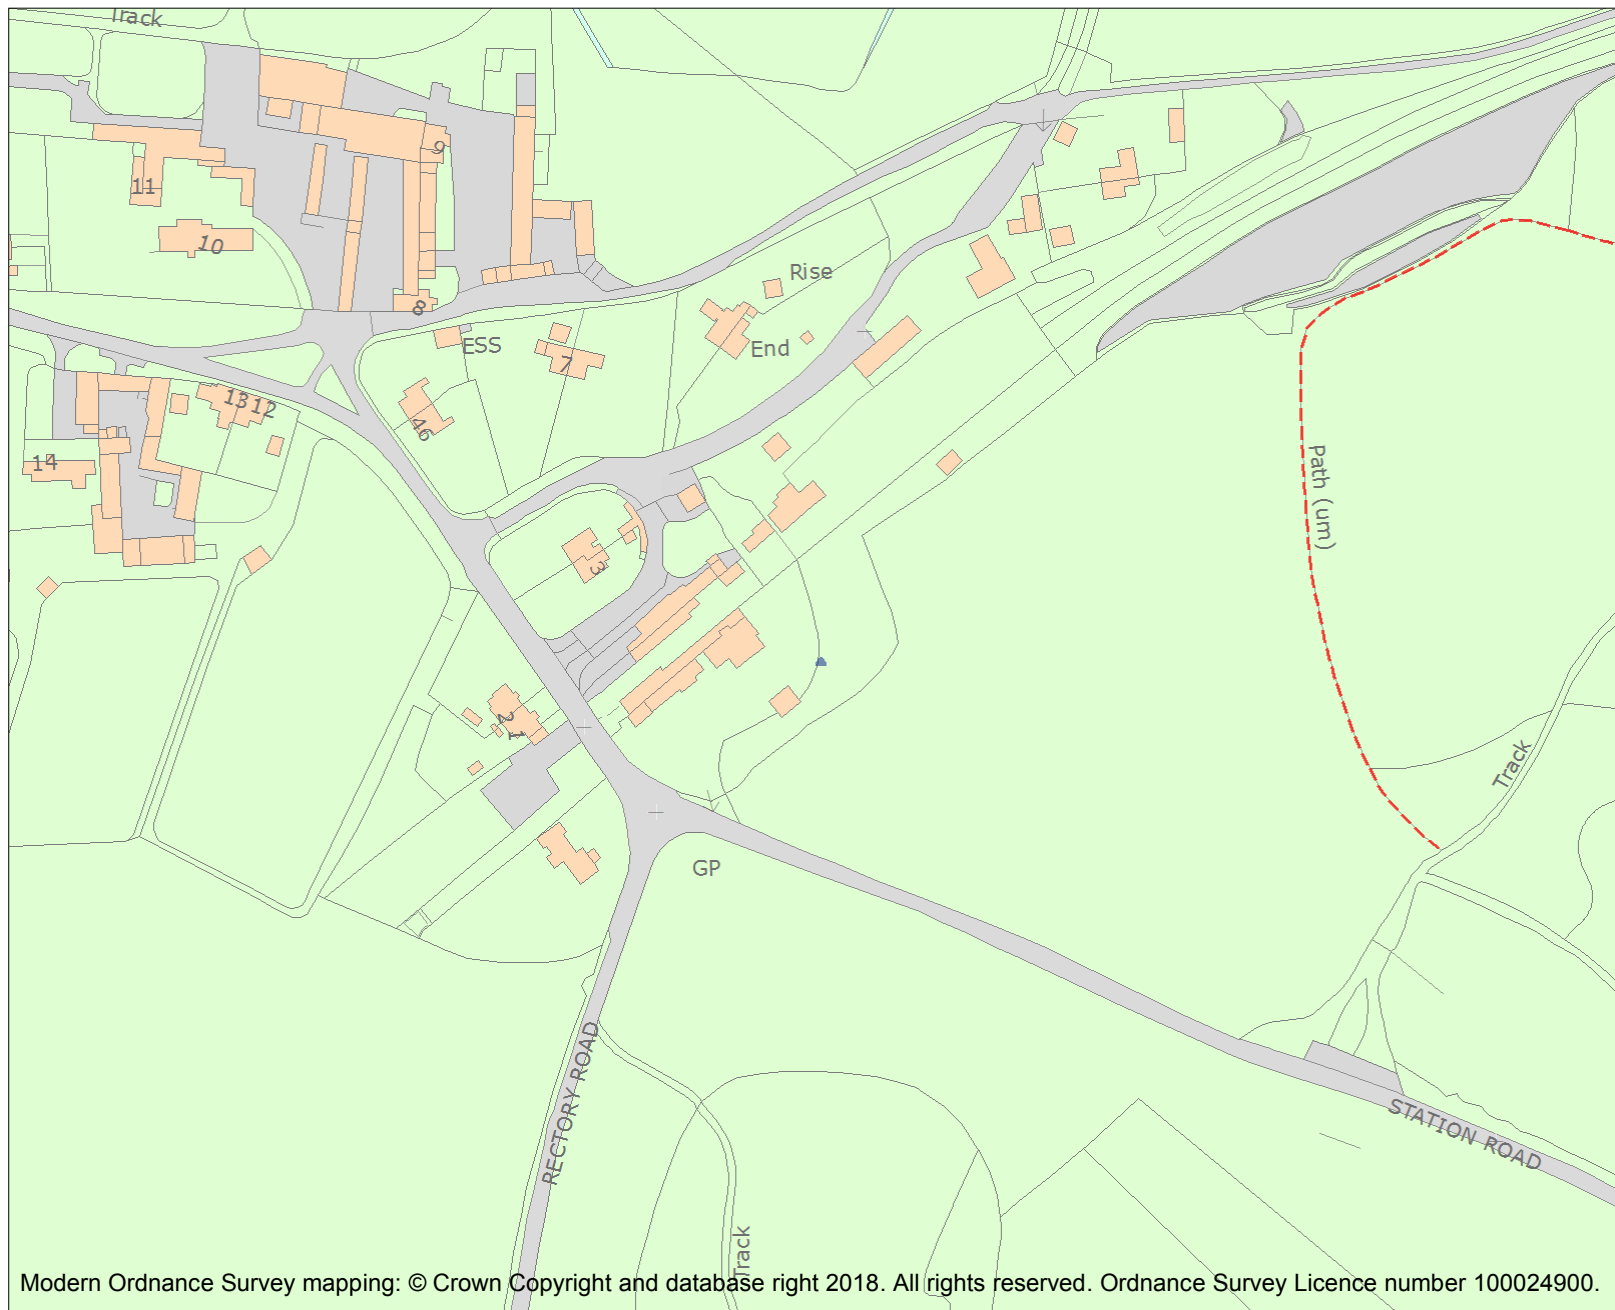 Track
9
11
10
8
Rise
ESS
End
7
13 12
46
14
Path (um)
3
2
1
Track
GP
RECTORY ROAD
STATION ROAD
Track
Modern Ordnance Survey mapping: © Crown Copyright and database right 2018. All rights reserved. Ordnance Survey Licence number 100024900.